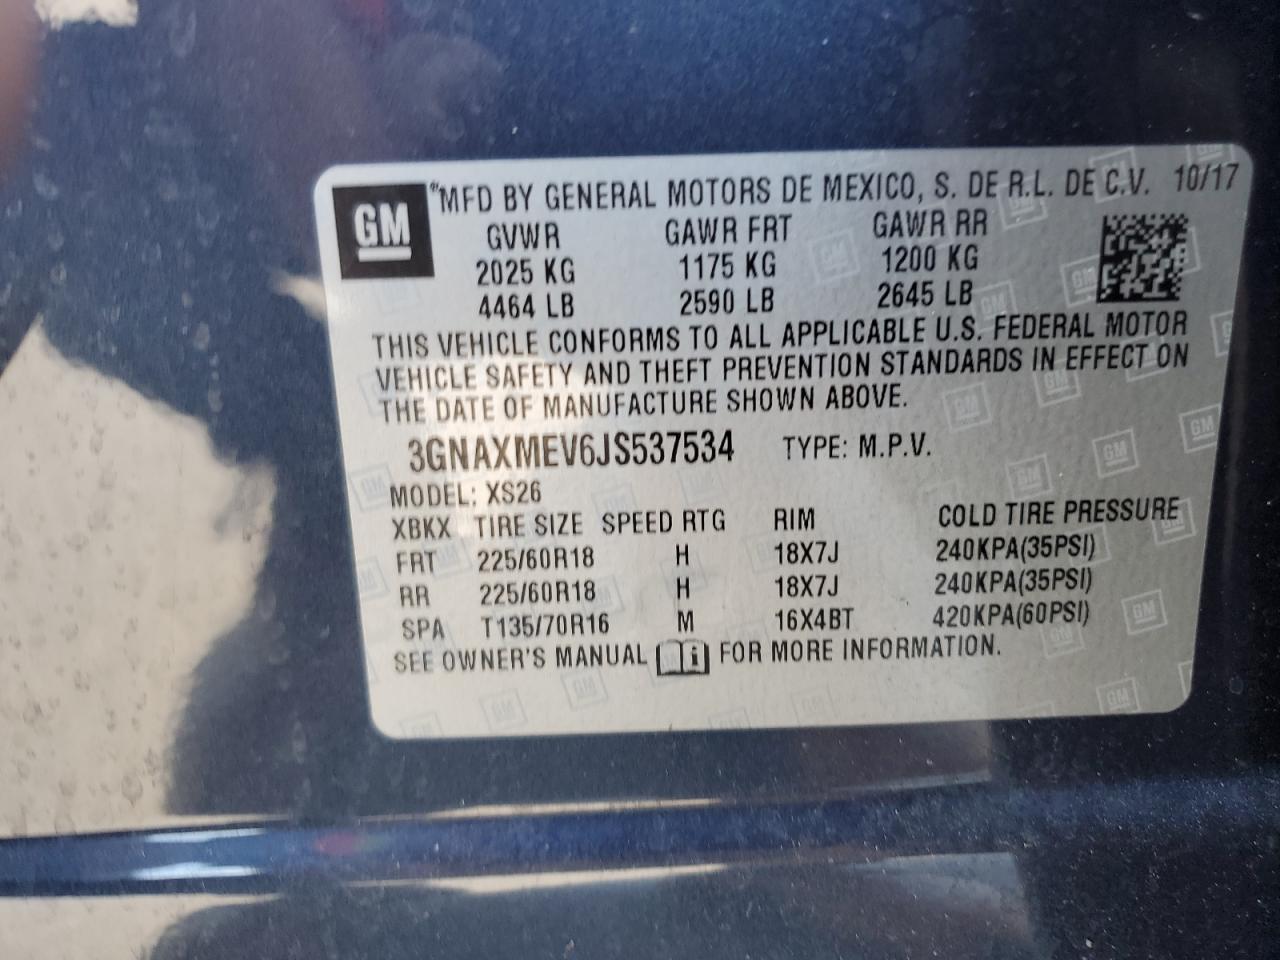 GM "MFD BY GENERAL MOTORS DE MEXICO, S. DE R.L. DE C.V. 10/17
GVWR GAWR FRT GAWR RR
2025 KG 1175 KG 1200 KG
4464 LB 2590 LB 2645 LB
THIS VEHICLE CONFORMS TO ALL APPLICABLE U.S. FEDERAL MOTOR
VEHICLE SAFETY AND THEFT PREVENTION STANDARDS IN EFFECT ON
THE DATE OF MANUFACTURE SHOWN ABOVE.
3GNAXMEV6JS537534 TYPE: M.P.V.
MODEL: XS26
XBKX TIRE SIZE SPEED RTG RIM COLD TIRE PRESSURE
FRT 225/60R18 H 18X7J 240KPA(35PSI)
RR 225/60R18 H 18X7J 240KPA(35PSI)
SPA T135/70R16 M 16X4BT 420KPA(60PSI)
SEE OWNER'S MANUAL i FOR MORE INFORMATION.